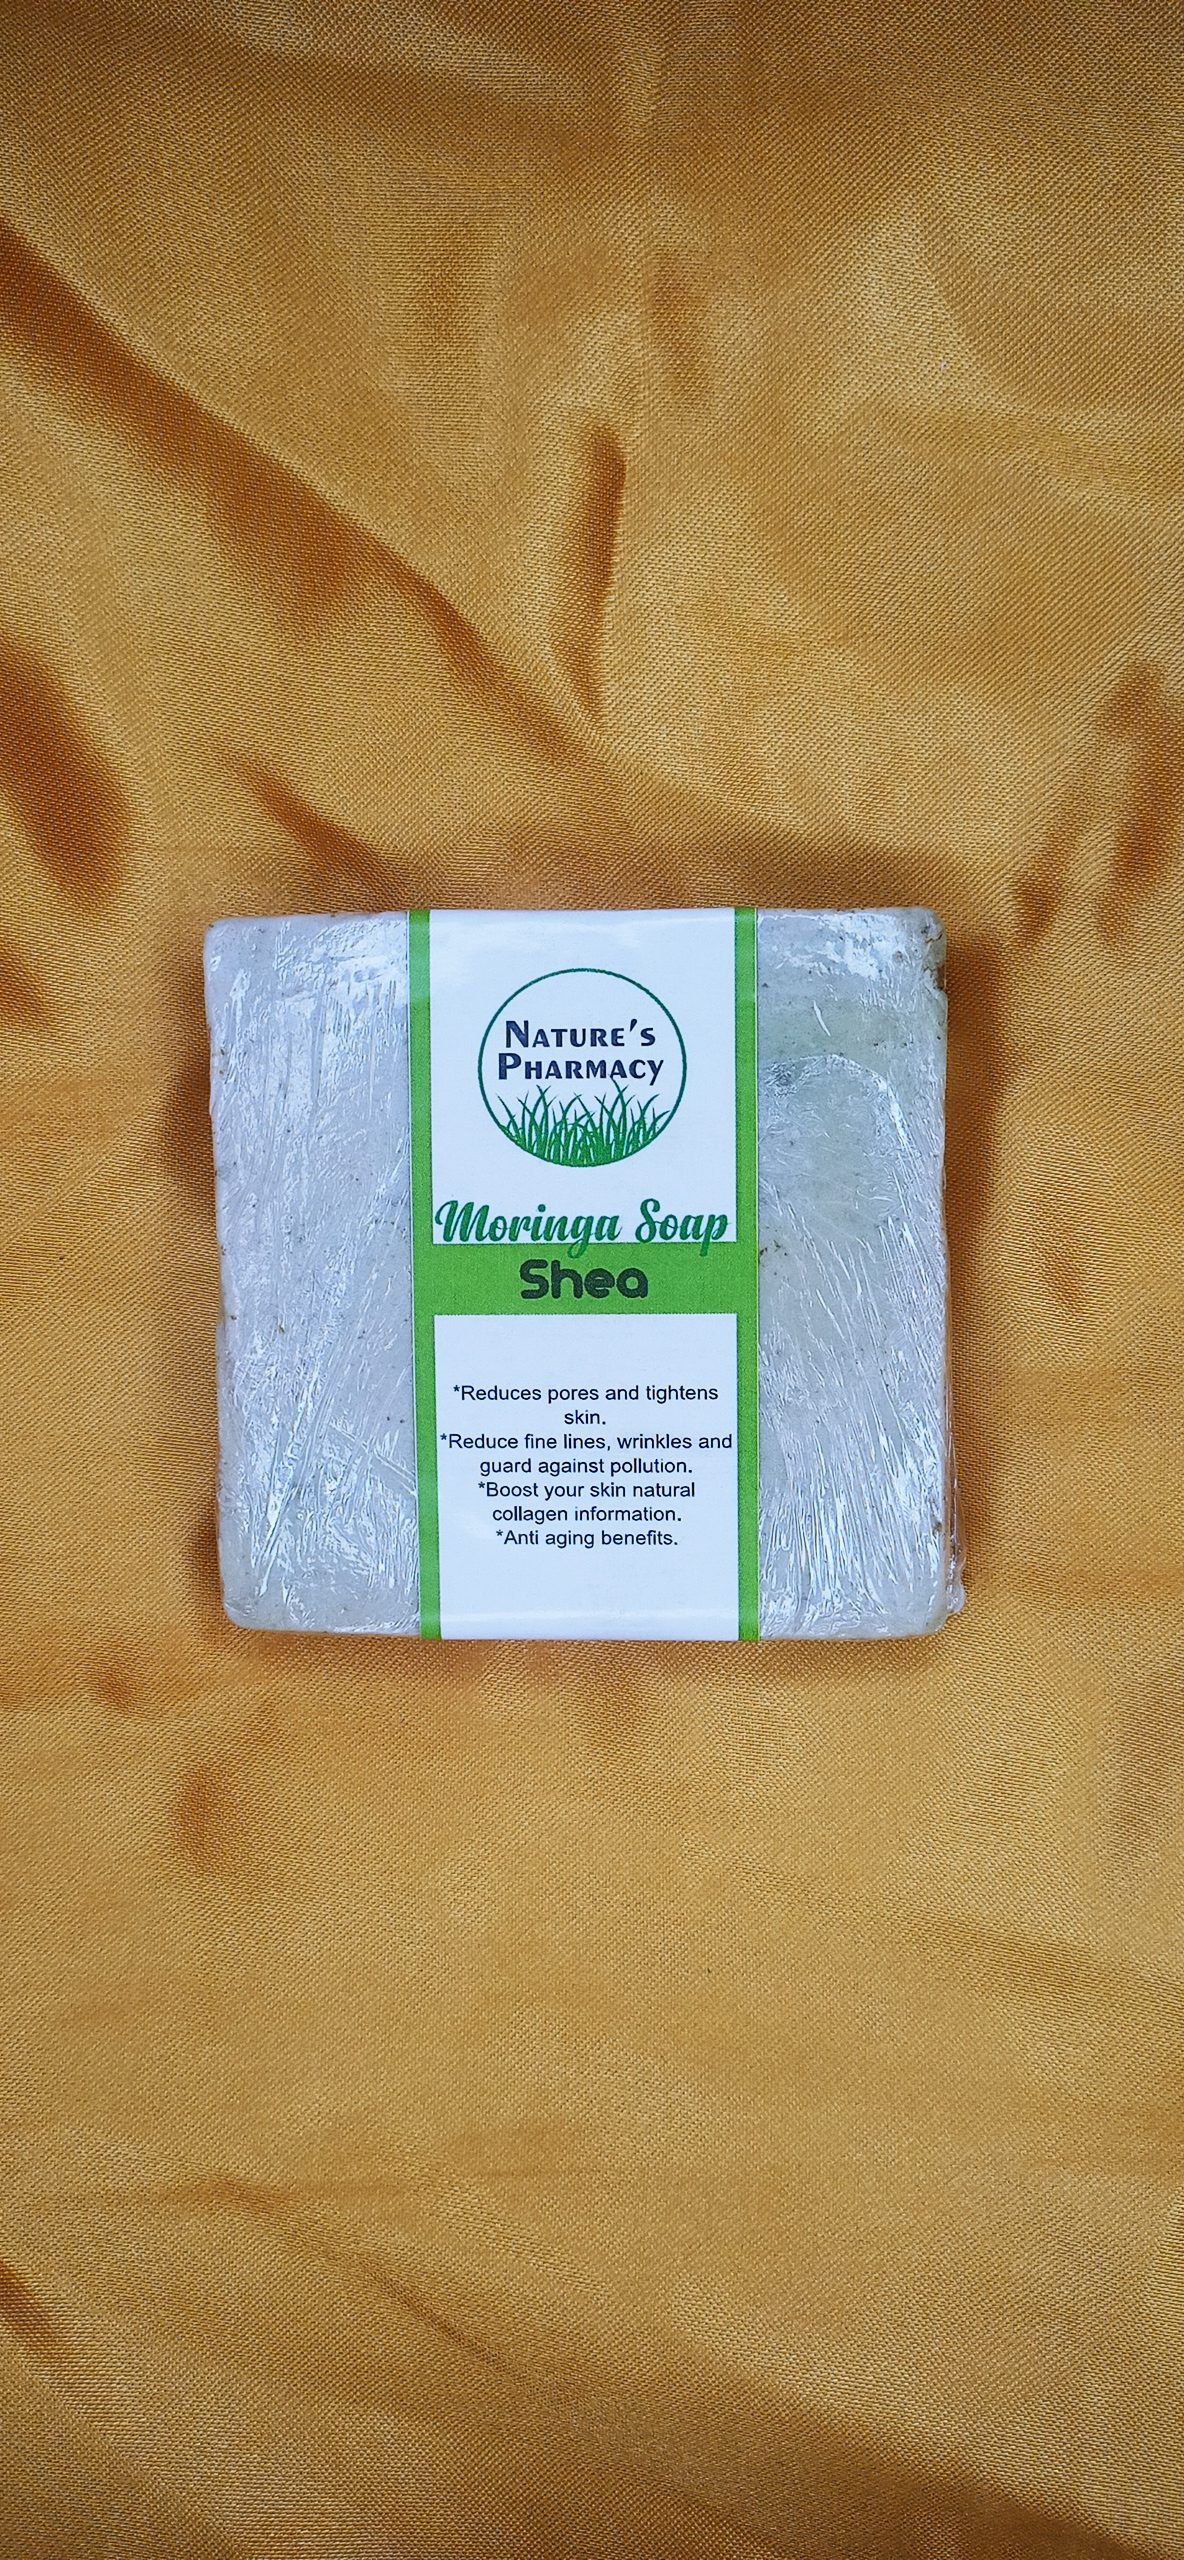 NATURE'S
PHARMACY
Moringa Soap
Shea
*Reduces pores and tightens
skin.
*Reduce fine lines, wrinkles and
guard against pollution.
*Boost your skin natural
collagen information.
*Anti aging benefits.